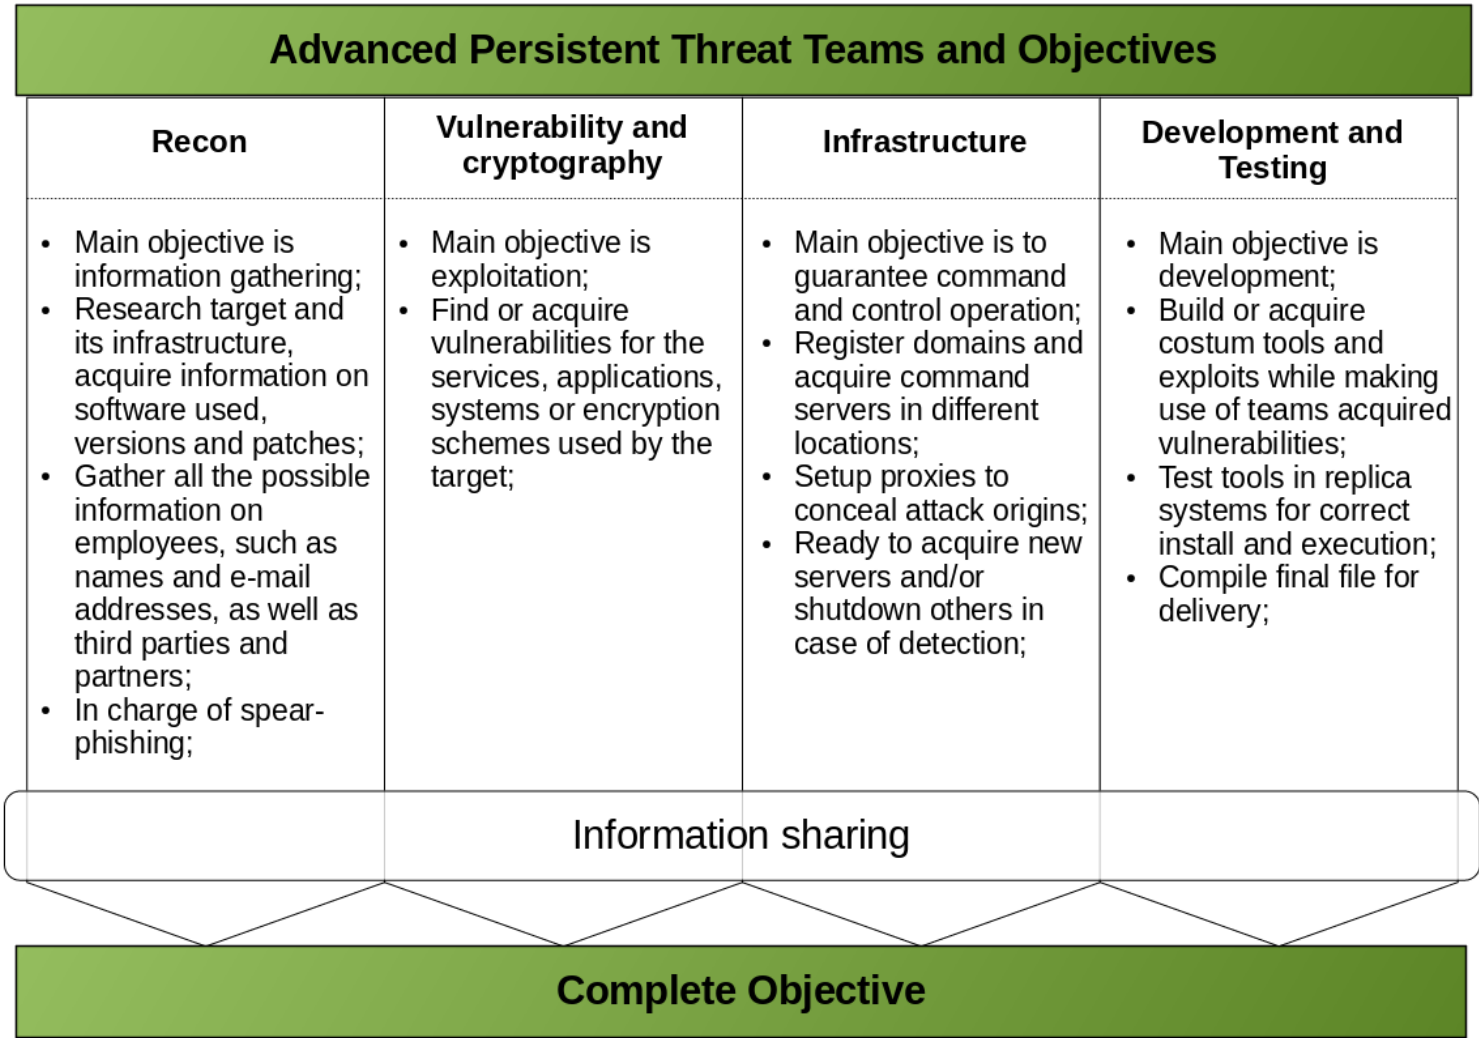 Advanced Persistent Threat Teams and Objectives
Recon
• Main objective is
information gathering;
• Research target and
its infrastructure,
acquire information on
software used,
versions and patches;
• Gather all the possible
information on
employees, such as
names and e-mail
addresses, as well as
third parties and
partners;
• In charge of spear-
phishing;
Vulnerability and
cryptography
• Main objective is
exploitation;
• Find or acquire
vulnerabilities for the
services, applications,
systems or encryption
schemes used by the
target;
Infrastructure
• Main objective is to
guarantee command
and control operation;
• Register domains and
acquire command
servers in different
locations;
• Setup proxies to
conceal attack origins;
• Ready to acquire new
servers and/or
shutdown others in
case of detection;
Development and
Testing
• Main objective is
development;
• Build or acquire
costum tools and
exploits while making
use of teams acquired
vulnerabilities;
• Test tools in replica
systems for correct
install and execution;
• Compile final file for
delivery;
Information sharing
Complete Objective